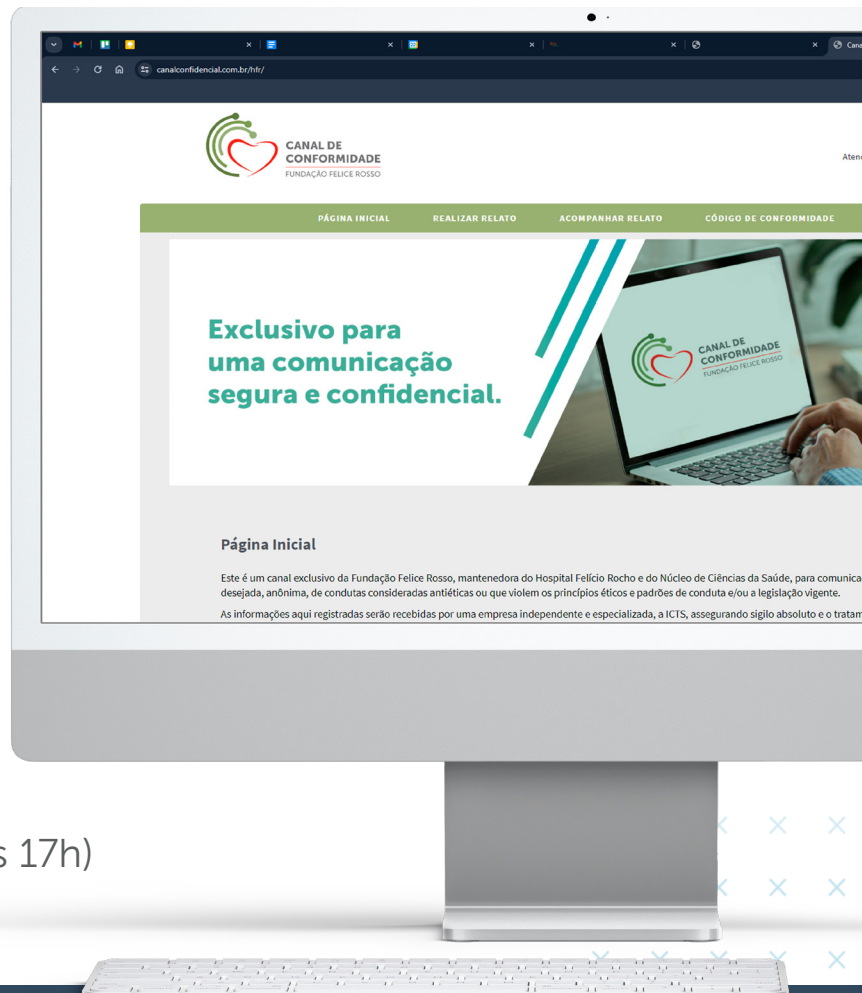 canalconfidencial.com.br/hfr/
CANAL DE
CONFORMIDADE
FUNDAÇÃO FELICE ROSSO
PÁGINA INICIAL REALIZAR RELATO ACOMPANHAR RELATO CÓDIGO DE CONFORMIDADE
Exclusivo para
uma comunicação
segura e confidencial.
CANAL DE
CONFORMIDADE
FUNDAÇÃO FELICE ROSSO
Página Inicial
Este é um canal exclusivo da Fundação Felice Rosso, mantenedora do Hospital Felício Rocho e do Núcleo de Ciências da Saúde, para comunica
desejada, anônima, de condutas consideradas antiéticas ou que violem os princípios éticos e padrões de conduta e/ou a legislação vigente.
As informações aqui registradas serão recebidas por uma empresa independente e especializada, a ICTS, assegurando sigilo absoluto e o tratam
s 17h)